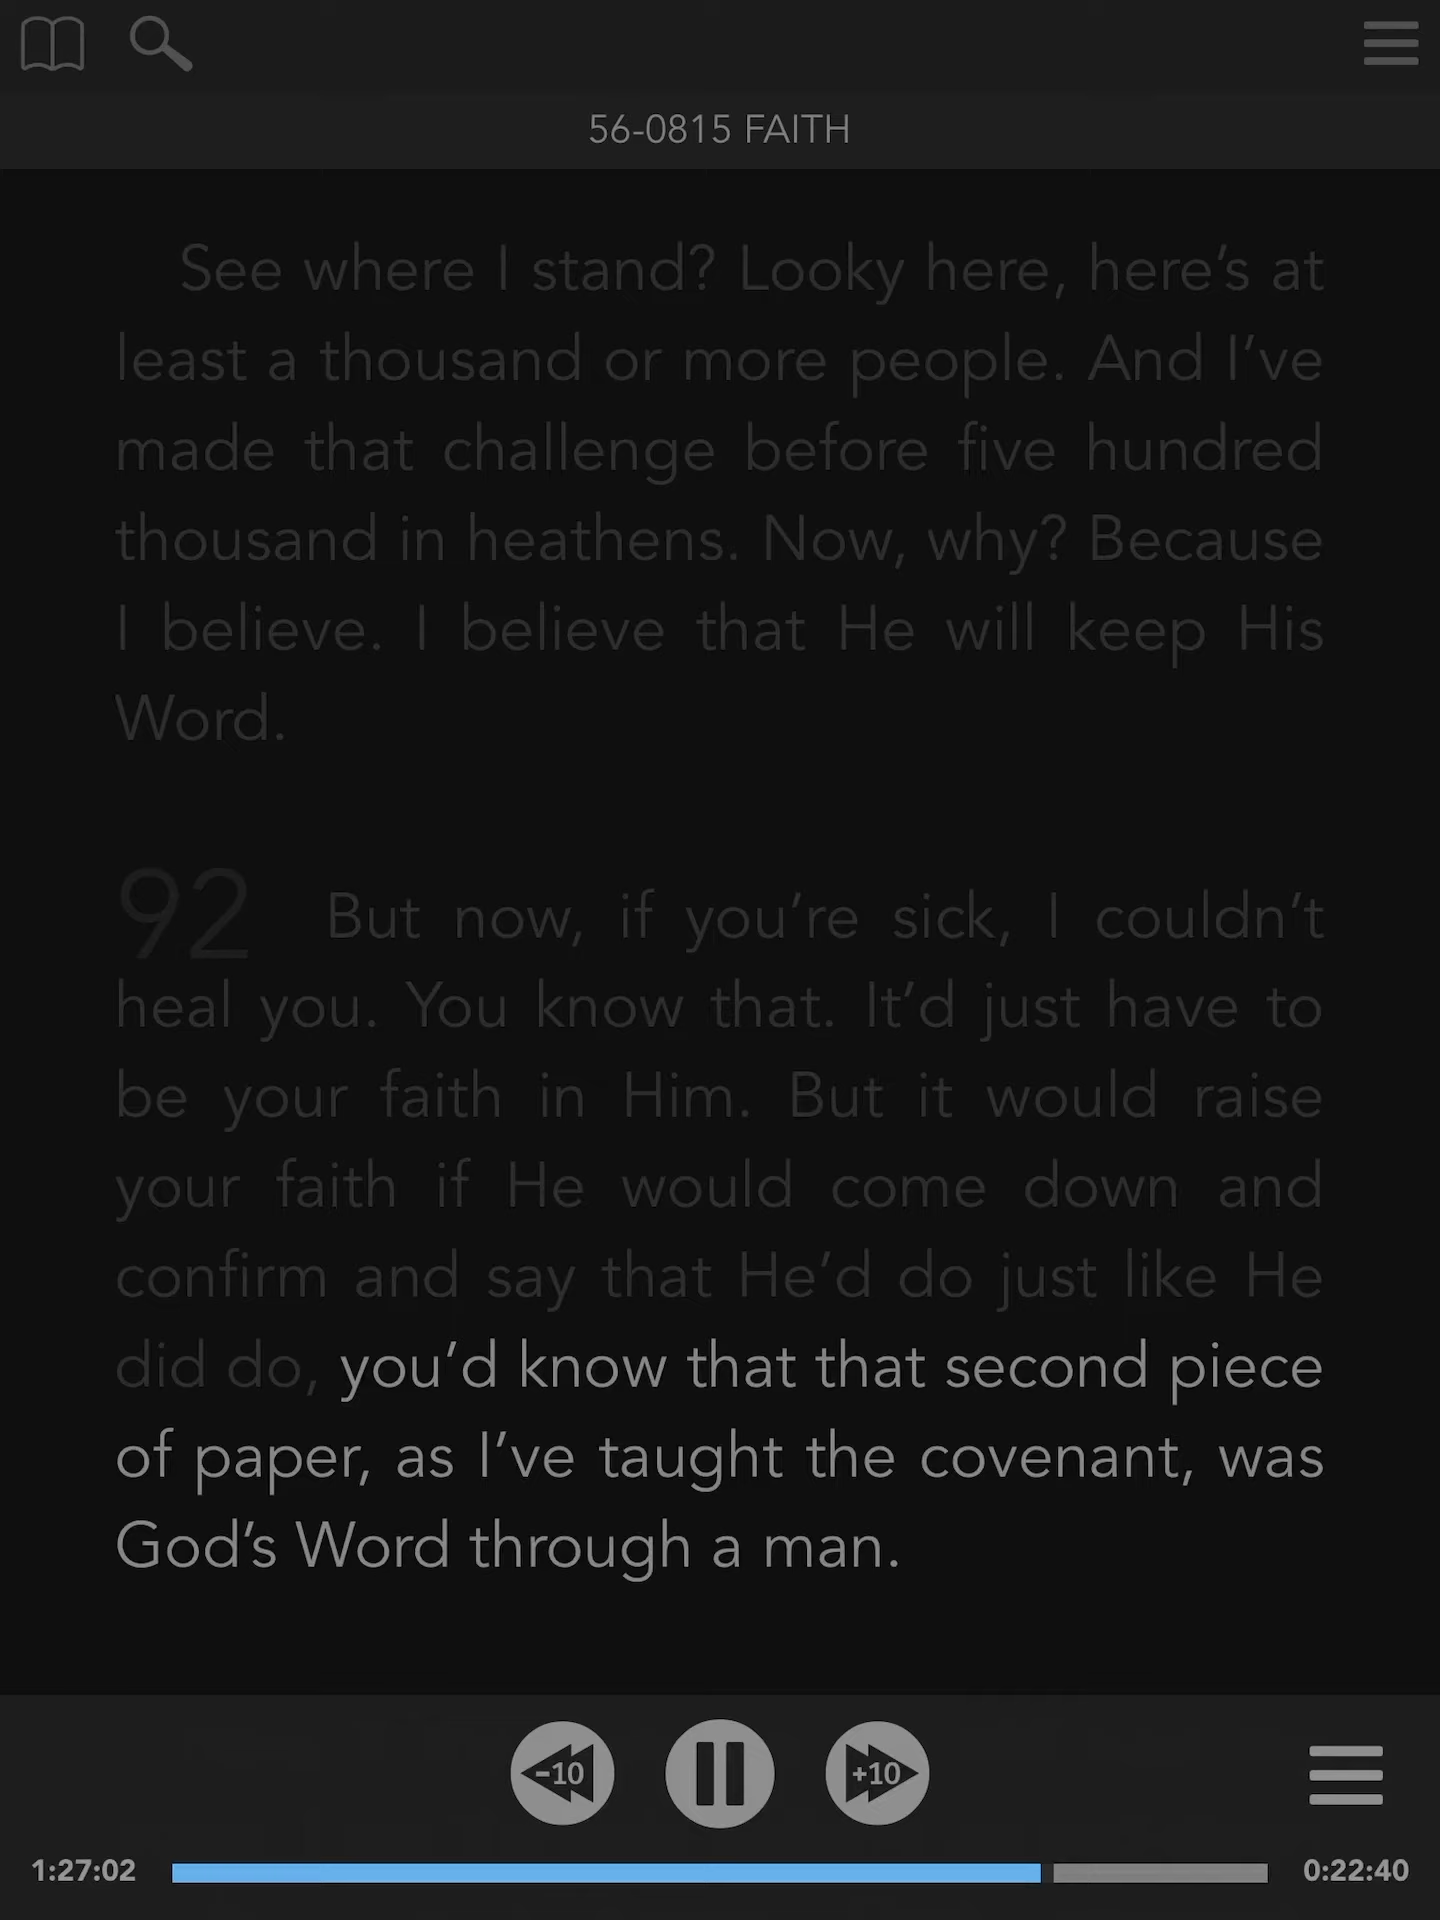 56-0815 FAITH
See where I stand? Looky here, here’s at
least a thousand or more people. And I’ve
made that challenge before five hundred
thousand in heathens. Now, why? Because
I believe. I believe that He will keep His
Word.
92 But now, if you’re sick, I couldn’t
heal you. You know that. It’d just have to
be your faith in Him. But it would raise
your faith if He would come down and
confirm and say that He’d do just like He
did do, you’d know that that second piece
of paper, as I’ve taught the covenant, was
God’s Word through a man.
-10 +10
1:27:02 0:22:40